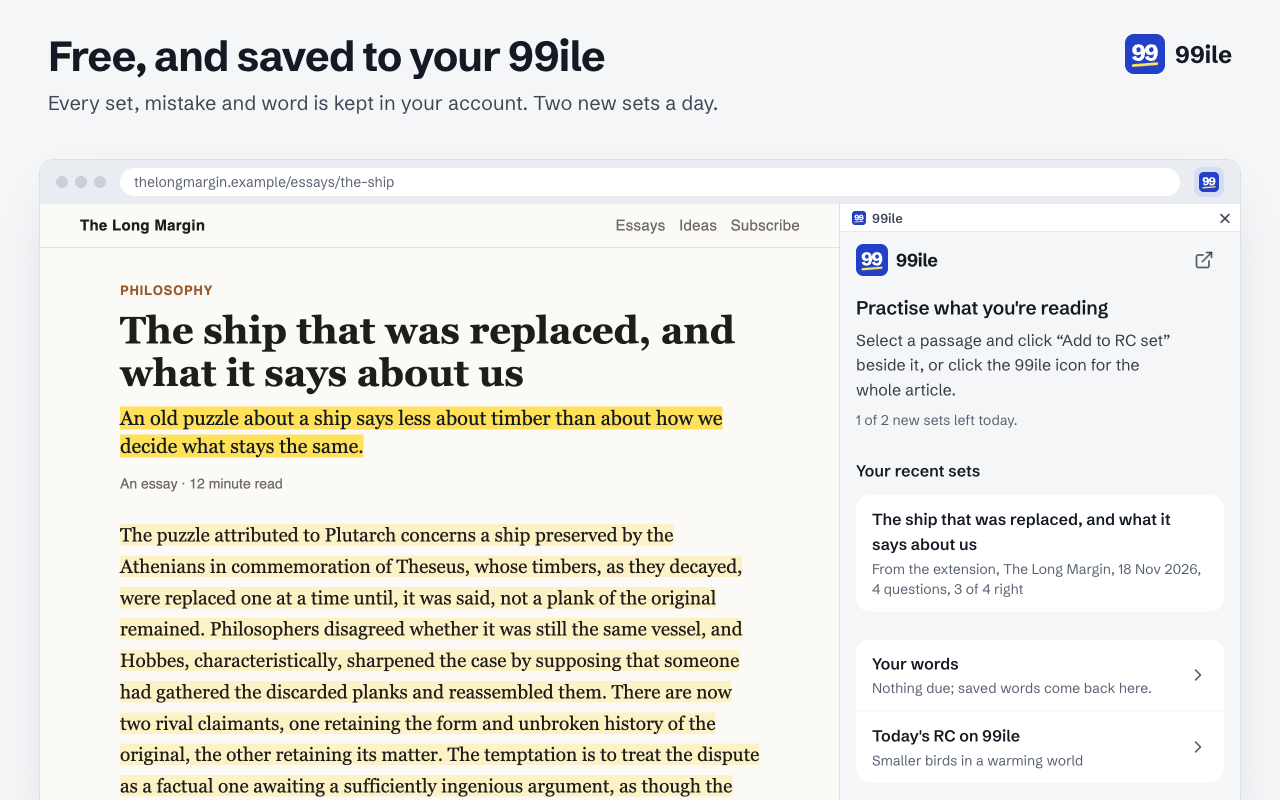 Free, and saved to your 99ile
Every set, mistake and word is kept in your account. Two new sets a day.
99 99ile
thelongmargin.example/essays/the-ship
99
The Long Margin
Essays Ideas Subscribe
PHILOSOPHY
The ship that was replaced, and
what it says about us
An old puzzle about a ship says less about timber than about how we
decide what stays the same.
An essay · 12 minute read
The puzzle attributed to Plutarch concerns a ship preserved by the
Athenians in commemoration of Theseus, whose timbers, as they decayed,
were replaced one at a time until, it was said, not a plank of the original
remained. Philosophers disagreed whether it was still the same vessel, and
Hobbes, characteristically, sharpened the case by supposing that someone
had gathered the discarded planks and reassembled them. There are now
two rival claimants, one retaining the form and unbroken history of the
original, the other retaining its matter. The temptation is to treat the dispute
as a factual one awaiting a sufficiently ingenious argument, as though the
99 99ile
99 99ile
Practise what you're reading
Select a passage and click “Add to RC set”
beside it, or click the 99ile icon for the
whole article.
1 of 2 new sets left today.
Your recent sets
The ship that was replaced, and what it
says about us
From the extension, The Long Margin, 18 Nov 2026,
4 questions, 3 of 4 right
Your words
Nothing due; saved words come back here.
Today's RC on 99ile
Smaller birds in a warming world